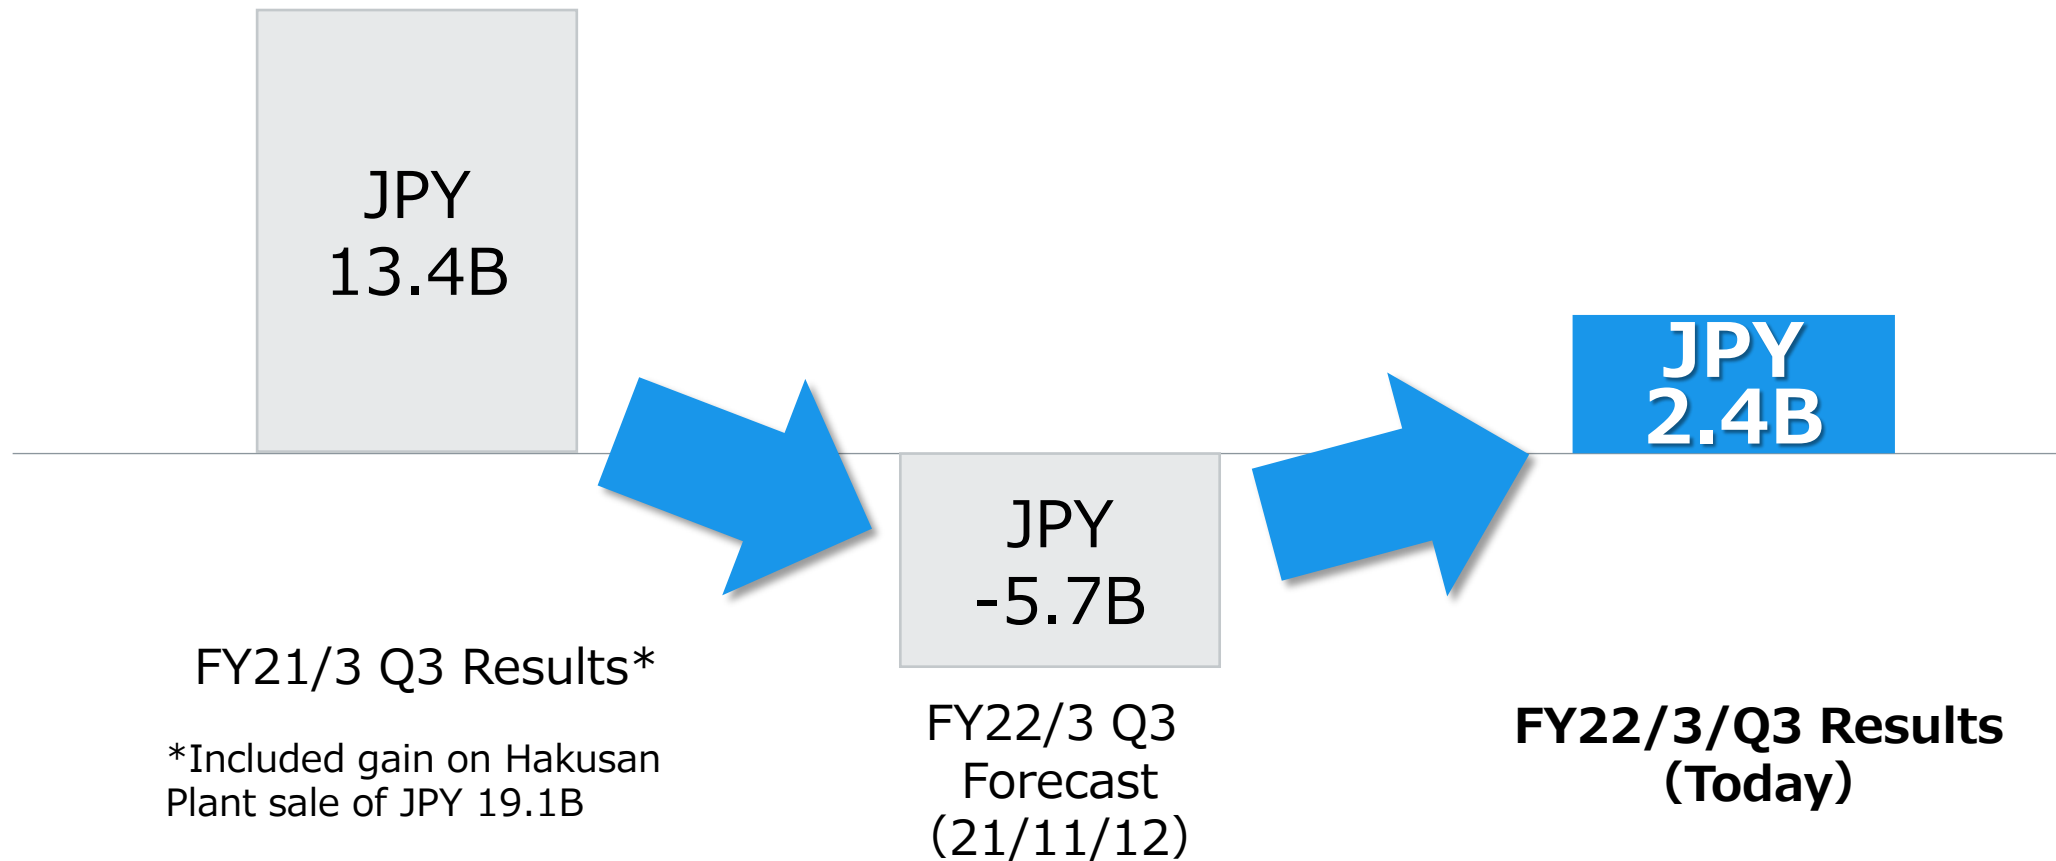 JPY
13.4B
FY21/3 Q3 Results*
*Included gain on Hakusan
Plant sale of JPY 19.1B
JPY
-5.7B
FY22/3 Q3
Forecast
（21/11/12）
JPY
2.4B
FY22/3/Q3 Results
（Today）